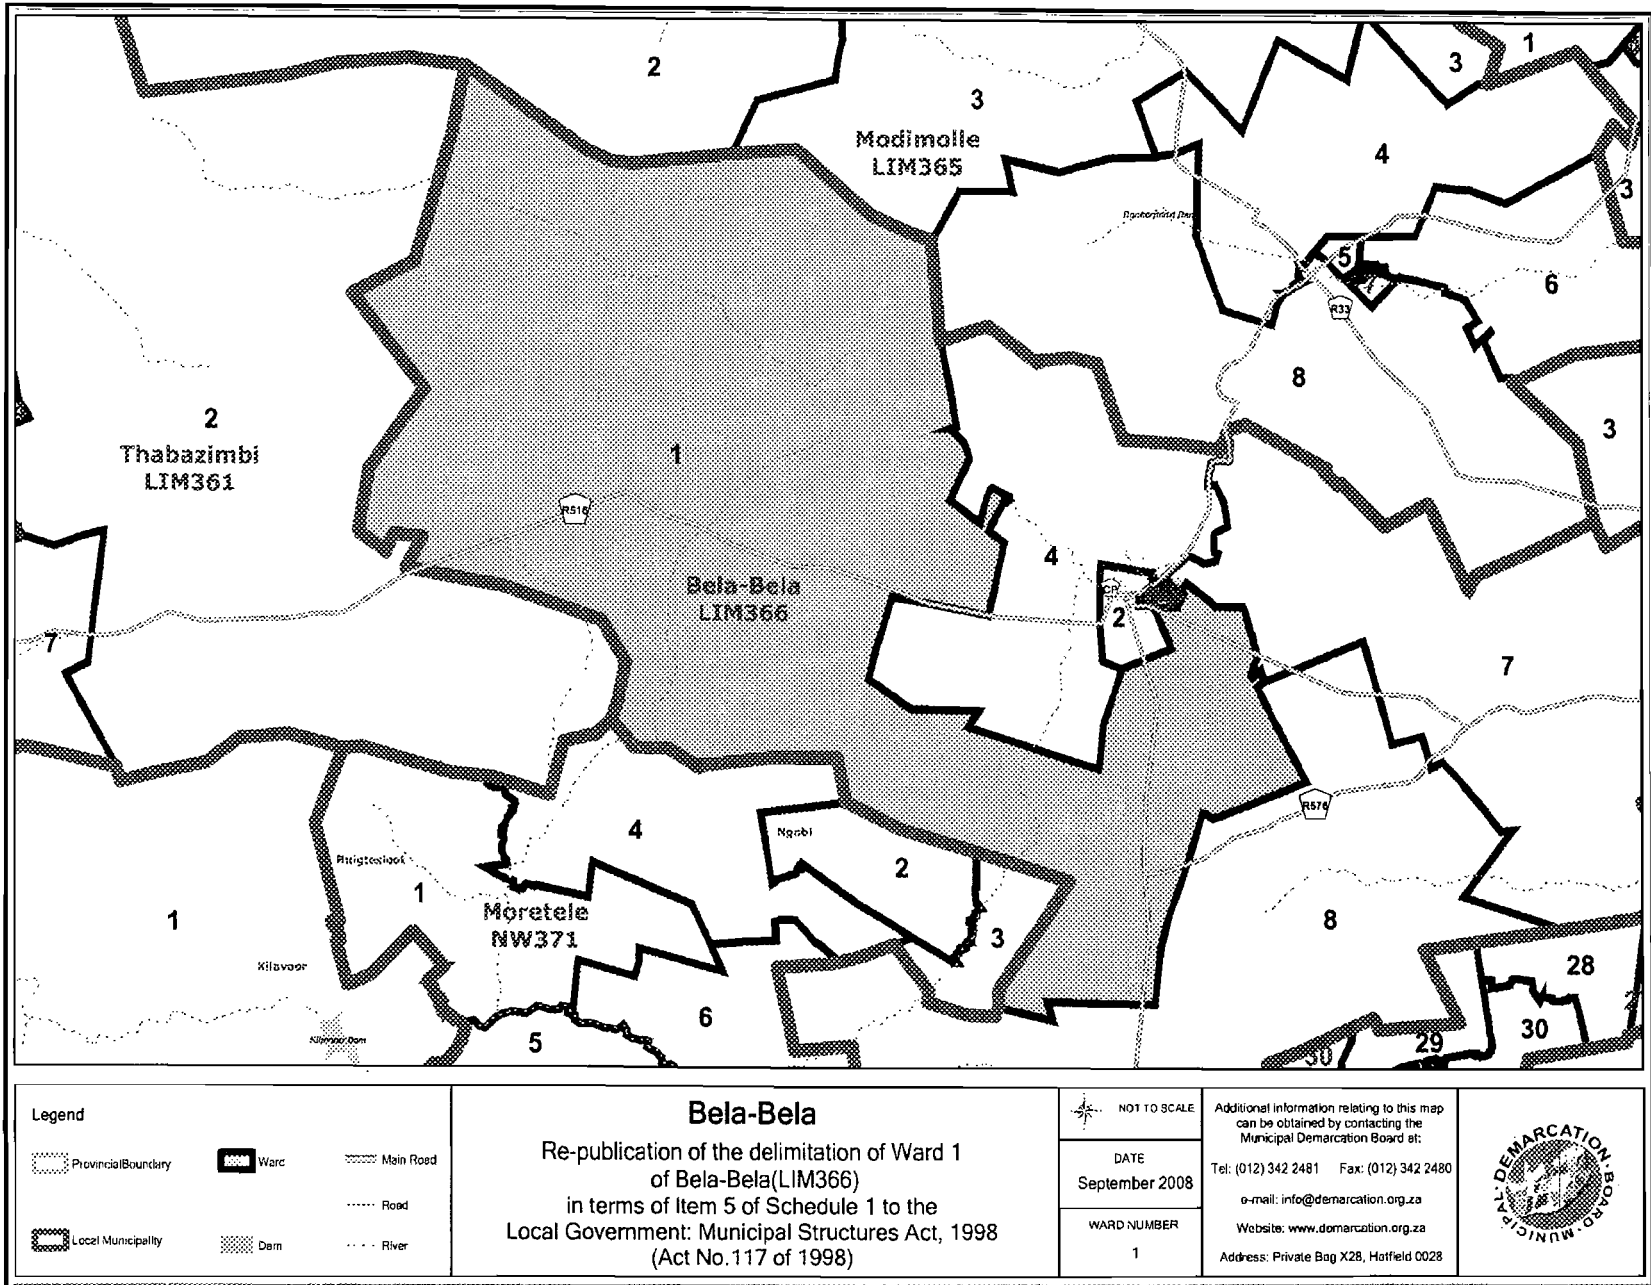 1
2
3
3
Modimolle
LIM365
4
3
5
6
R33
8
2
Thabazimbi
LIM361
3
1
R516
4
Bela-Bela
LIM366
2
7
7
R576
4
Ngobi
2
1
1
Moretele
NW371
3
8
6
5
28
30
29
30
Legend
Provincial Boundary
Ward
Main Road
Road
Local Municipality
Dam
River
Bela-Bela
Re-publication of the delimitation of Ward 1
of Bela-Bela(LIM366)
in terms of Item 5 of Schedule 1 to the
Local Government: Municipal Structures Act, 1998
(Act No.117 of 1998)
NOT TO SCALE
DATE
September 2008
WARD NUMBER
1
Additional information relating to this map
can be obtained by contacting the
Municipal Demarcation Board at:
Tel: (012) 342 2481 Fax: (012) 342 2480
e-mail: info@demarcation.org.za
Website: www.demarcation.org.za
Address: Private Bag X28, Hatfield 0028
MUNICIPAL DEMARCATION BOARD